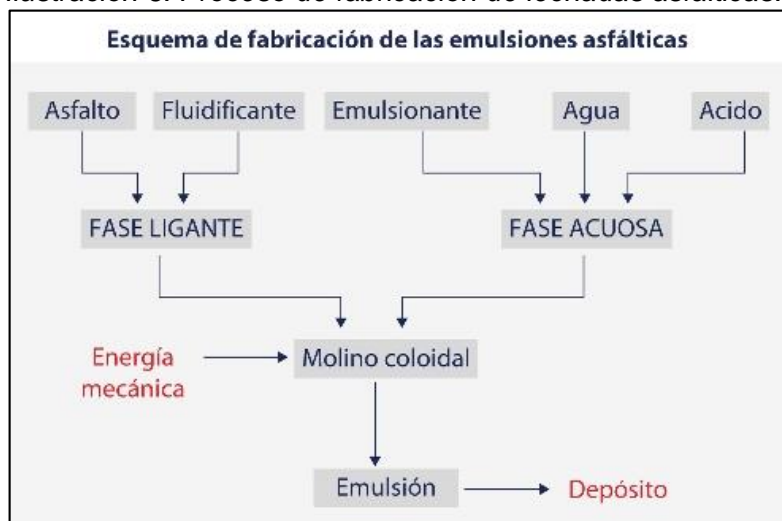 Esquema de fabricación de las emulsiones asfálticas
Asfalto
Fluidificante
Emulsionante
Agua
Acido
FASE LIGANTE
FASE ACUOSA
Energía
mecánica
Molino coloidal
Emulsión
Depósito